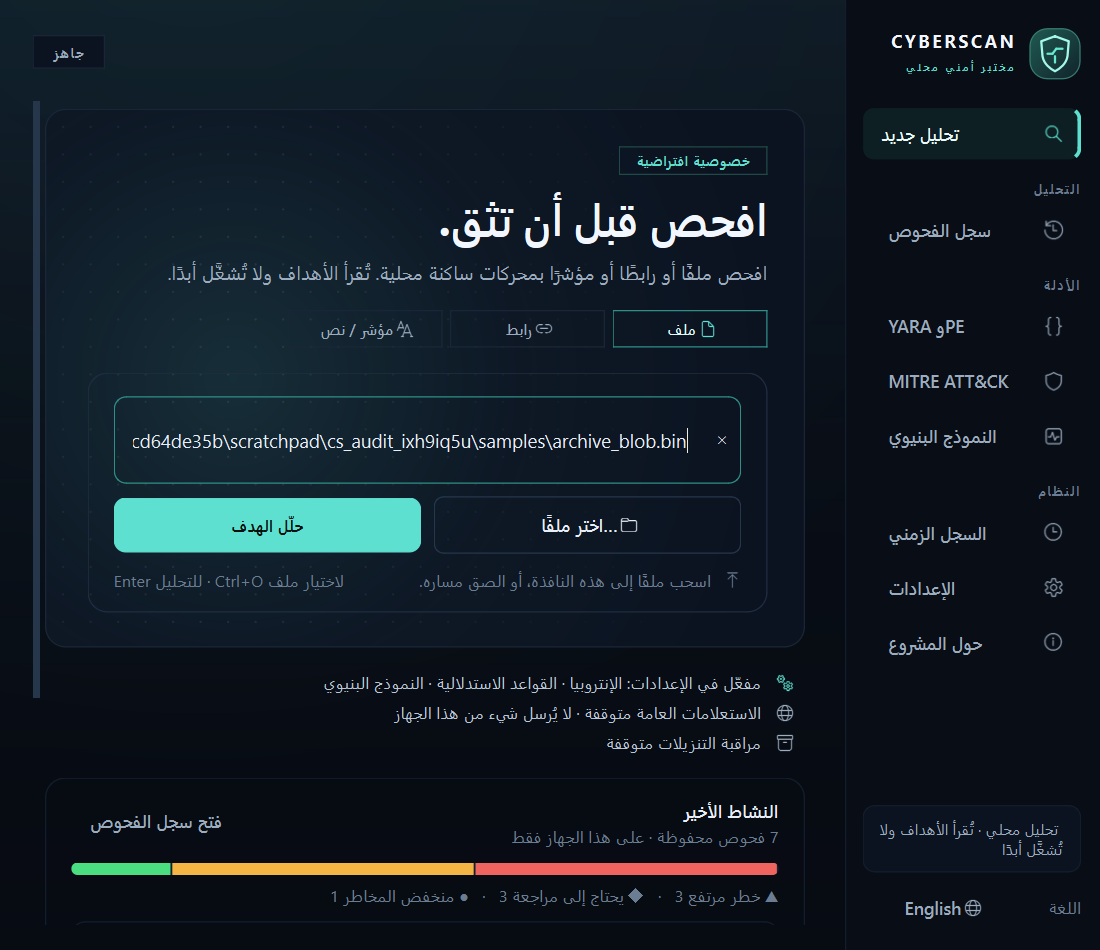 CYBERSCAN
مختبر أمني محلي
تحليل جديد
التحليل
سجل الفحوص
الأدلة
YARA وPE
MITRE ATT&CK
النموذج البنيوي
النظام
السجل الزمني
الإعدادات
حول المشروع
تحليل محلي · تُقرأ الأهداف ولا
تُشغَّل أبدًا
اللغة
English
جاهز
خصوصية افتراضية
افحص قبل أن تثق.
افحص ملفًا أو رابطًا أو مؤشرًا بمحركات ساكنة محلية. تُقرأ الأهداف ولا تُشغَّل أبدًا.
ملف
رابط
مؤشر / نص
cd64de35b\scratchpad\cs_audit_ixh9iq5u\samples\archive_blob.bin
×
اختر ملفًا...
حلّل الهدف
اسحب ملفًا إلى هذه النافذة، أو الصق مساره.
لاختيار ملف Ctrl+O · للتحليل Enter
مفعّل في الإعدادات: الإنتروبيا · القواعد الاستدلالية · النموذج البنيوي
الاستعلامات العامة متوقفة · لا يُرسل شيء من هذا الجهاز
مراقبة التنزيلات متوقفة
النشاط الأخير
فتح سجل الفحوص
7 فحوص محفوظة · على هذا الجهاز فقط
▲ خطر مرتفع 3 · ◆ يحتاج إلى مراجعة 3 · ● منخفض المخاطر 1